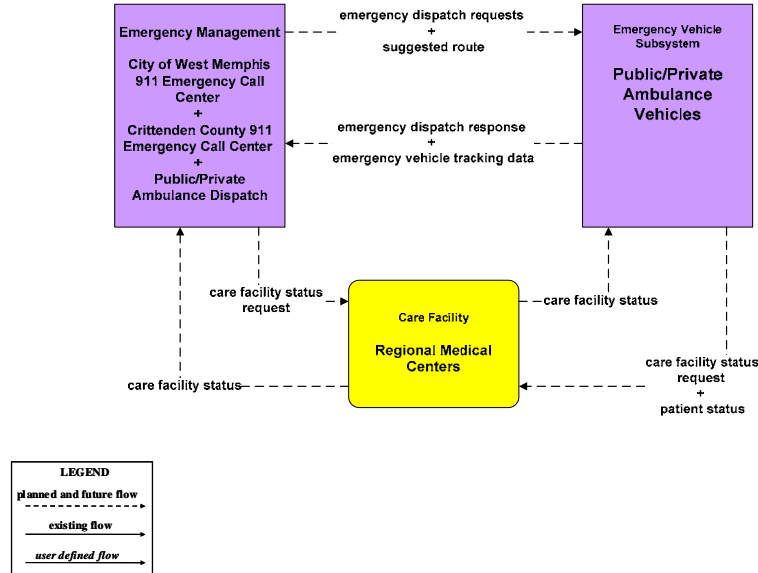 Emergency Management
City of West Memphis
911 Emergency Call
Center
+
Crittenden County 911
Emergency Call Center
+
Public/Private
Ambulance Dispatch
emergency dispatch requests
+
suggested route
emergency dispatch response
+
emergency vehicle tracking data
Emergency Vehicle
Subsystem
Public/Private
Ambulance
Vehicles
care facility status
request
Care Facility
Regional Medical
Centers
care facility status
care facility status
care facility status
request
+
patient status
LEGEND
planned and future flow
existing flow
user defined flow